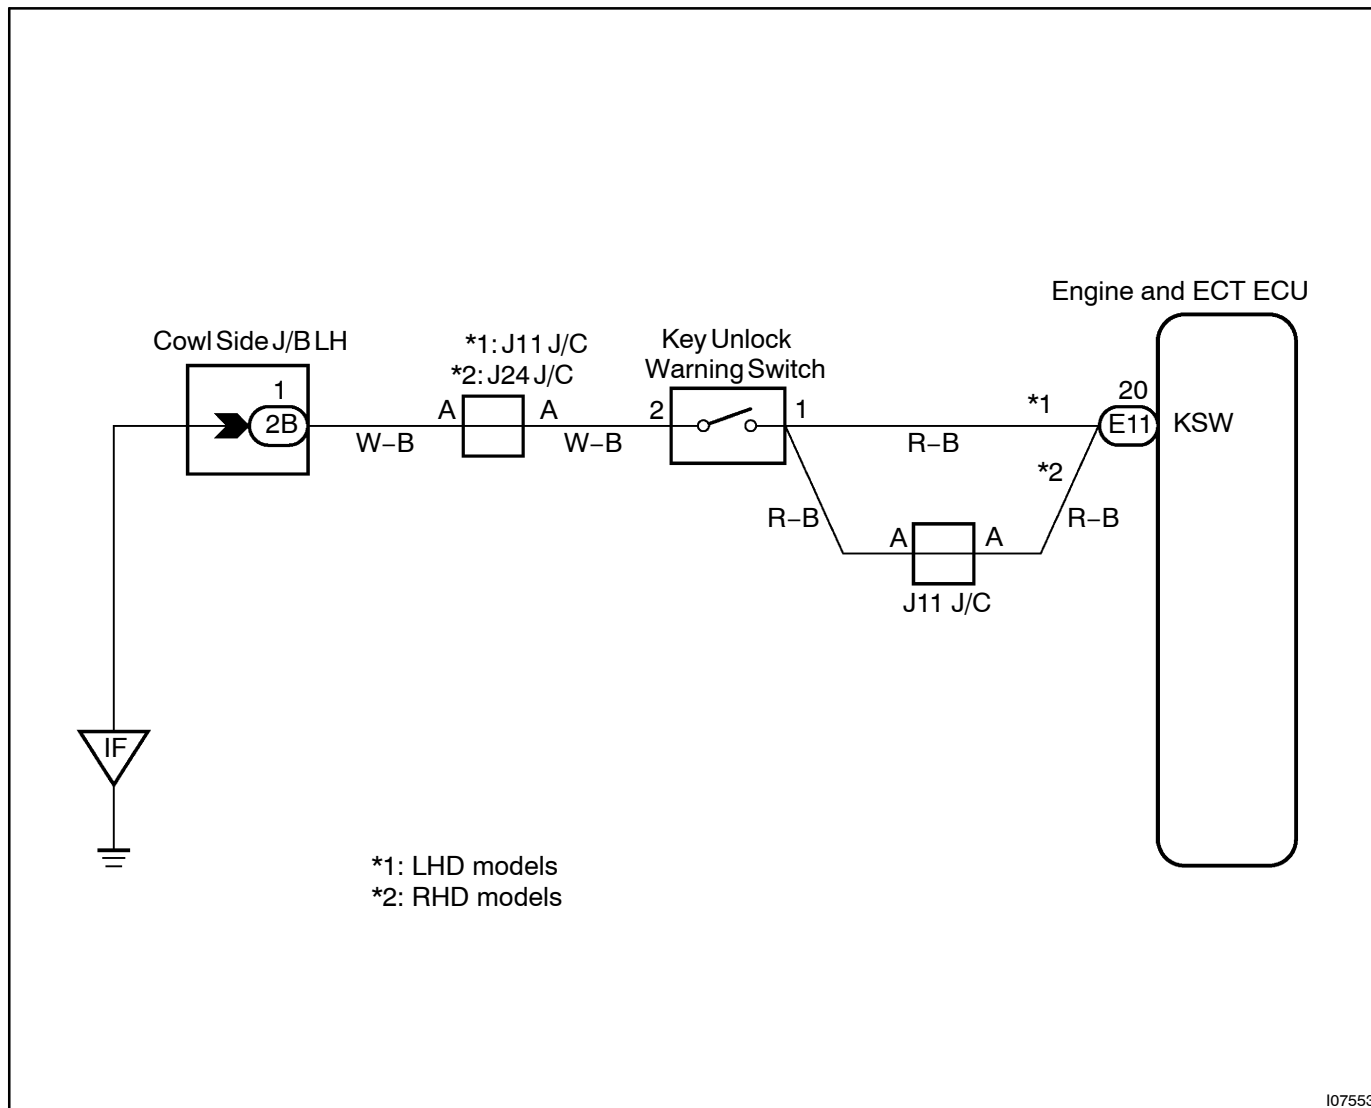 Engine and ECT ECU
Cowl Side J/B LH
*1: J11 J/C
*2: J24 J/C
Key Unlock
Warning Switch
1
2B
W–B
A
A
W–B
2
1
*1
R–B
20
E11
KSW
*2
R–B
R–B
A
A
J11 J/C
IF
*1: LHD models
*2: RHD models
I07553